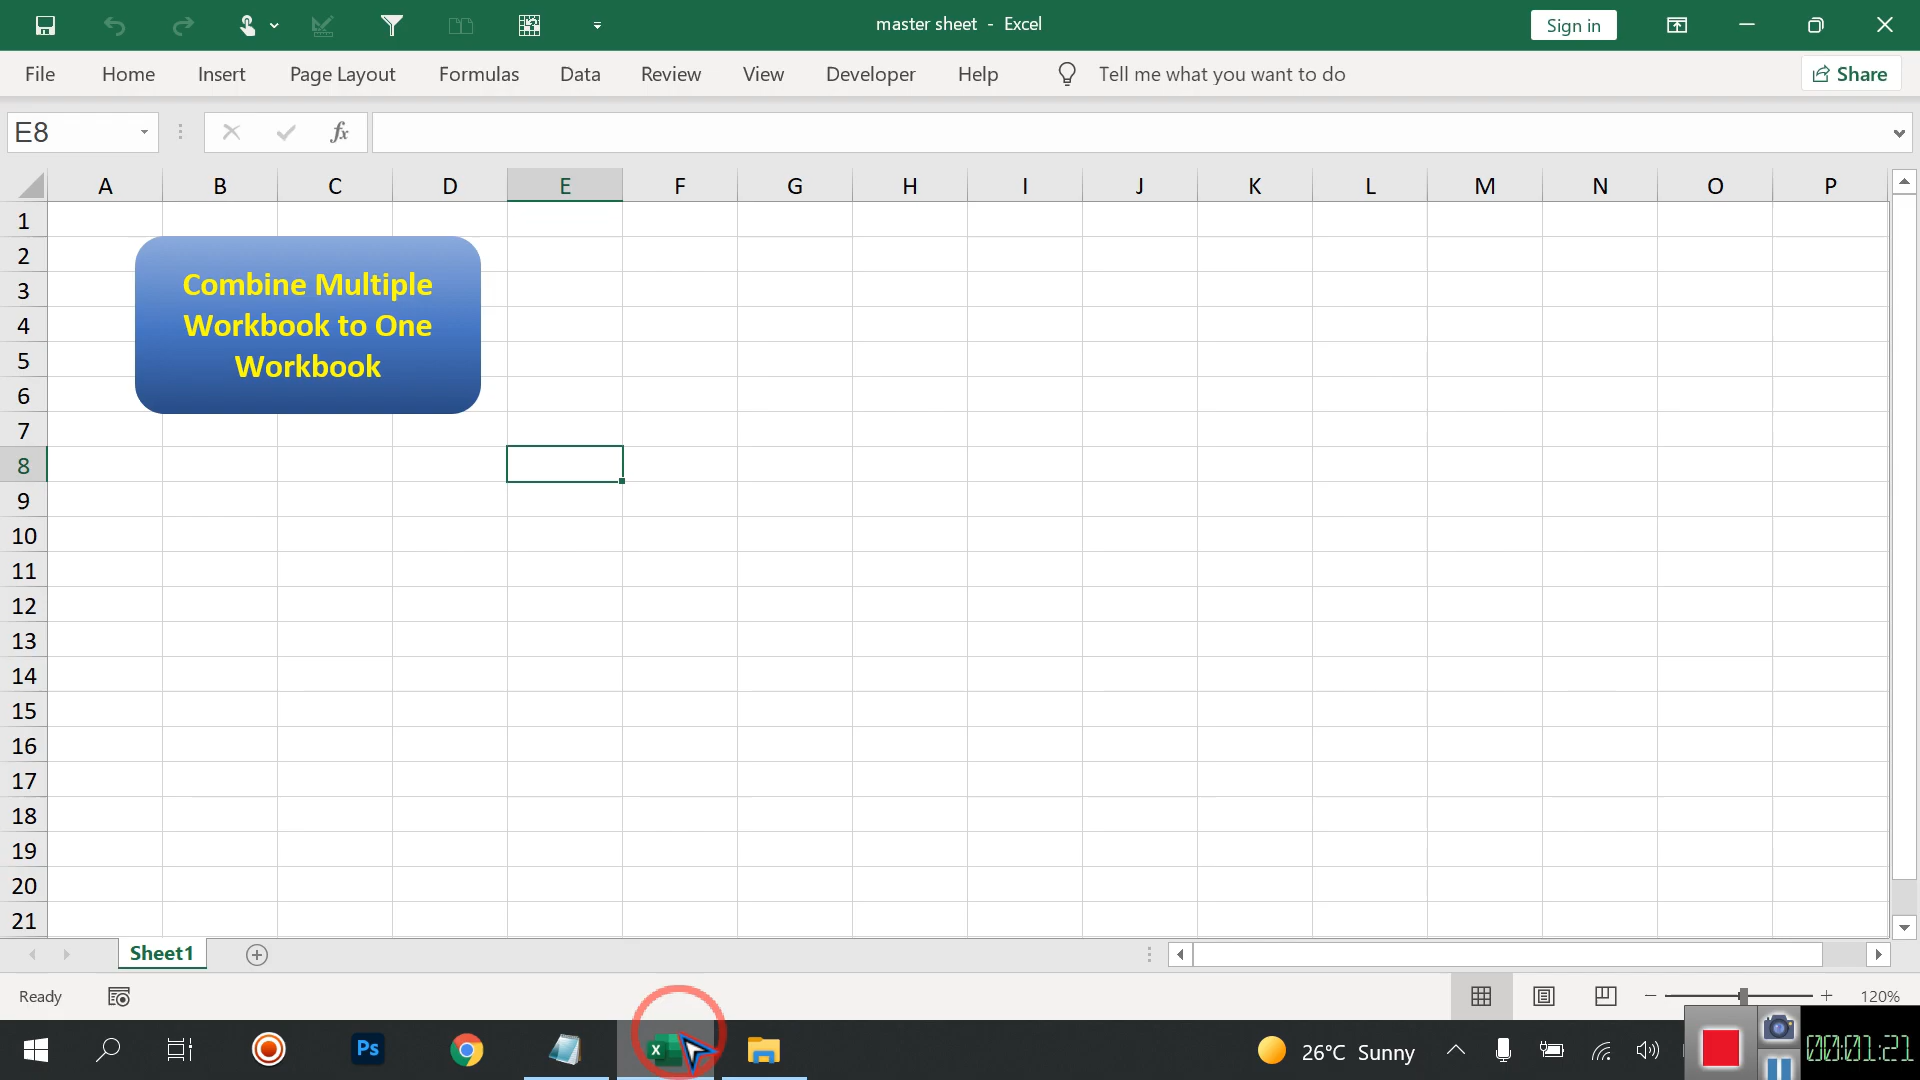 master sheet - Excel
Sign in
File Home Insert Page Layout Formulas Data Review View Developer Help Tell me what you want to do Share
E8 fx
A B C D E F G H I J K L M N O P
1
2
3
4
5
6
7
8
9
10
11
12
13
14
15
16
17
18
19
20
21
Combine Multiple
Workbook to One
Workbook
Sheet1
Ready
120%
Ps
X
26°C Sunny
00:01:21